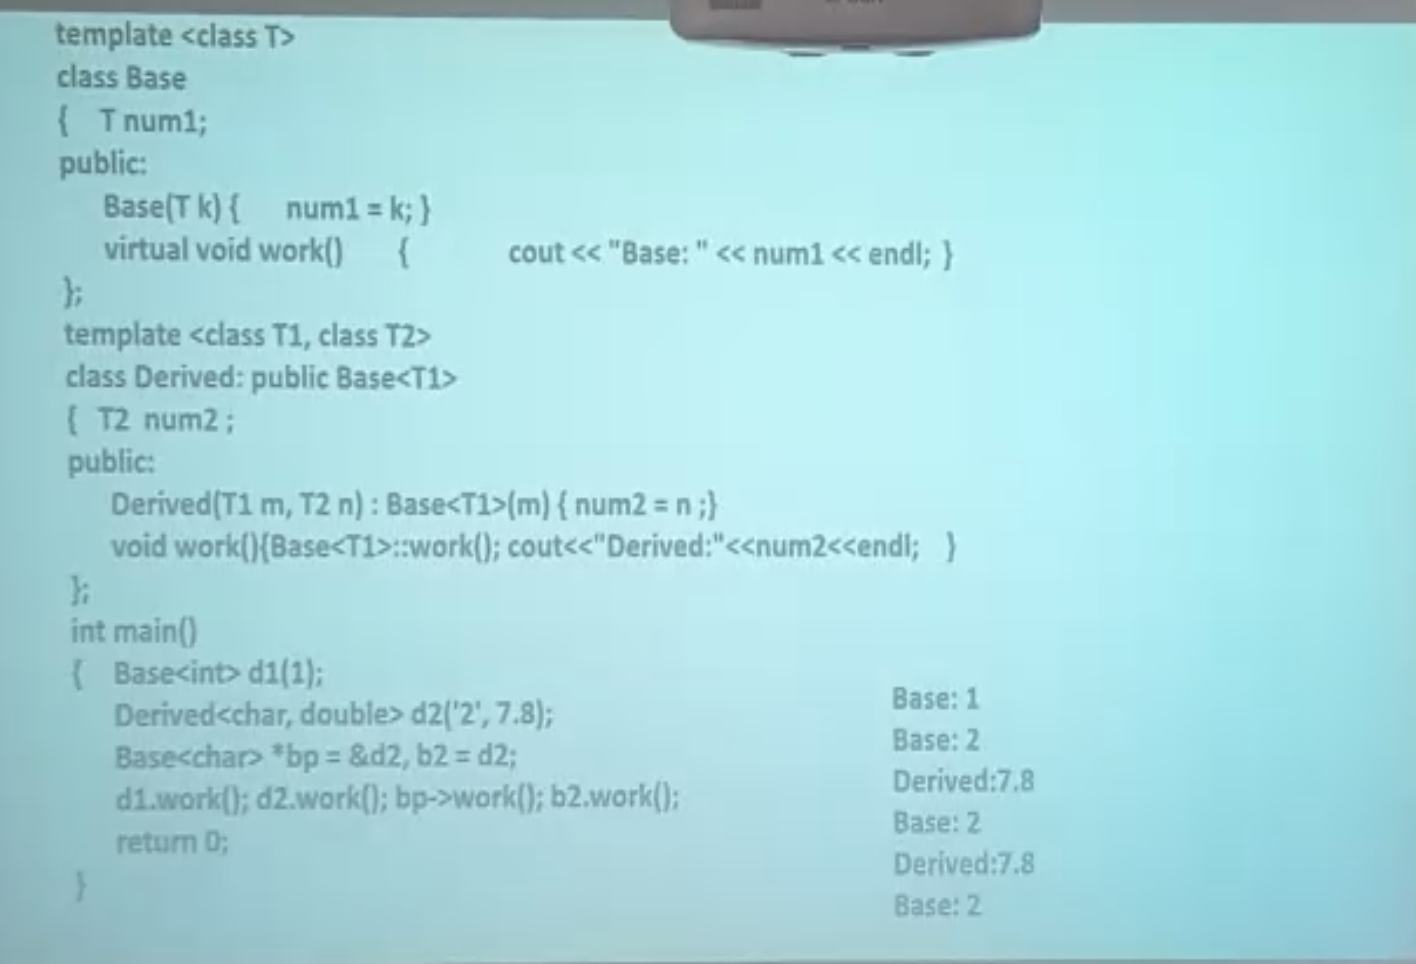 template <class T>
class Base
{ T num1;
public:
Base(T k) { num1 = k; }
virtual void work() { cout << "Base: " << num1 << endl; }
};
template <class T1, class T2>
class Derived: public Base<T1>
{ T2 num2 ;
public:
Derived(T1 m, T2 n) : Base<T1>(m) { num2 = n ;}
void work(){Base<T1>::work(); cout<<"Derived:"<<num2<<endl; }
};
int main()
{ Base<int> d1(1);
Derived<char, double> d2('2', 7.8);
Base<char> *bp = &d2, b2 = d2;
d1.work(); d2.work(); bp->work(); b2.work();
return 0;
}
Base: 1
Base: 2
Derived:7.8
Base: 2
Derived:7.8
Base: 2